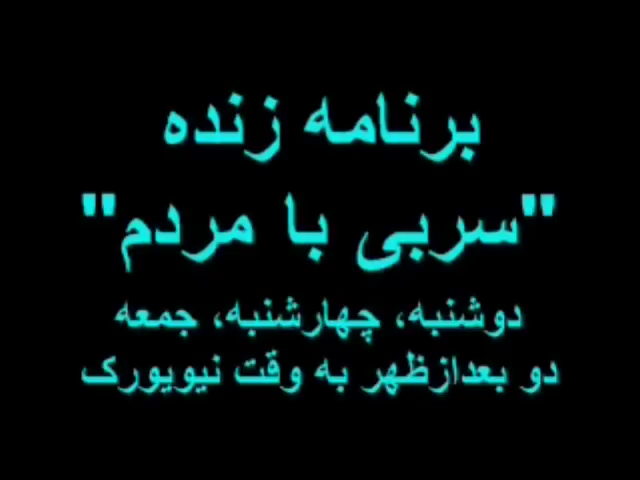 برنامه زنده
"سربی با مردم"
دوشنبه، چهارشنبه، جمعه
دو بعدازظهر به وقت نیویورک